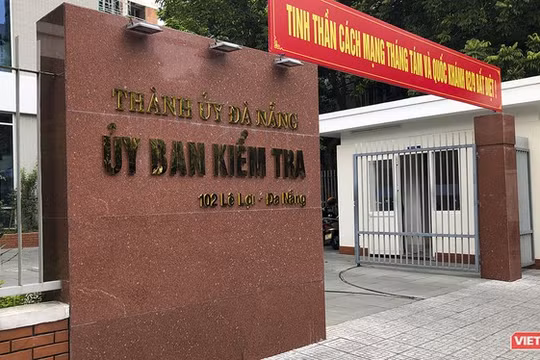 TINH THẦN CÁCH MẠNG THÁNG TÁM VÀ QUỐC KHÁNH 02/9 BẤT DIỆT !
THÀNH ỦY ĐÀ NẴNG
ỦY BAN KIỂM TRA
102 Lê Lợi - Đà Nẵng
VIET